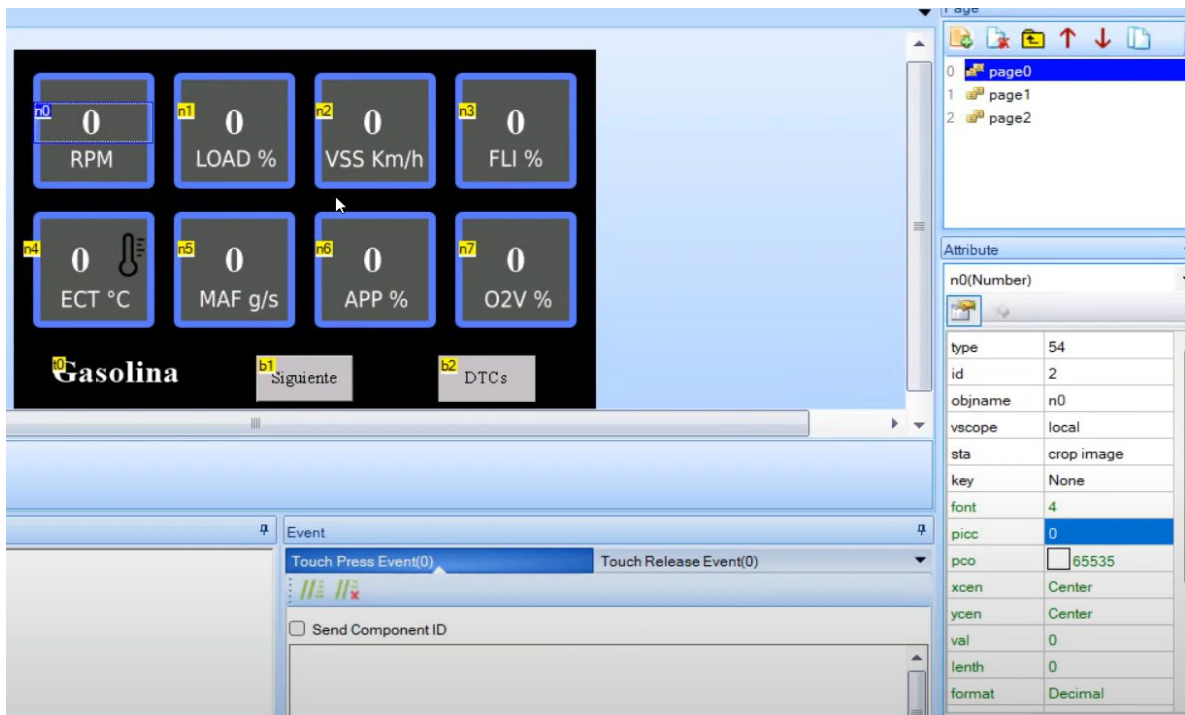 Page
0 page0
1 page1
2 page2
n0 0 RPM
n1 0 LOAD %
n2 0 VSS Km/h
n3 0 FLI %
n4 0 ECT °C
n5 0 MAF g/s
n6 0 APP %
n7 0 O2V %
t0 Gasolina
b1 Siguiente
b2 DTCs
Attribute
n0(Number)
type 54
id 2
objname n0
vscope local
sta crop image
key None
font 4
picc 0
pco 65535
xcen Center
ycen Center
val 0
lenth 0
format Decimal
Event
Touch Press Event(0) Touch Release Event(0)
Send Component ID